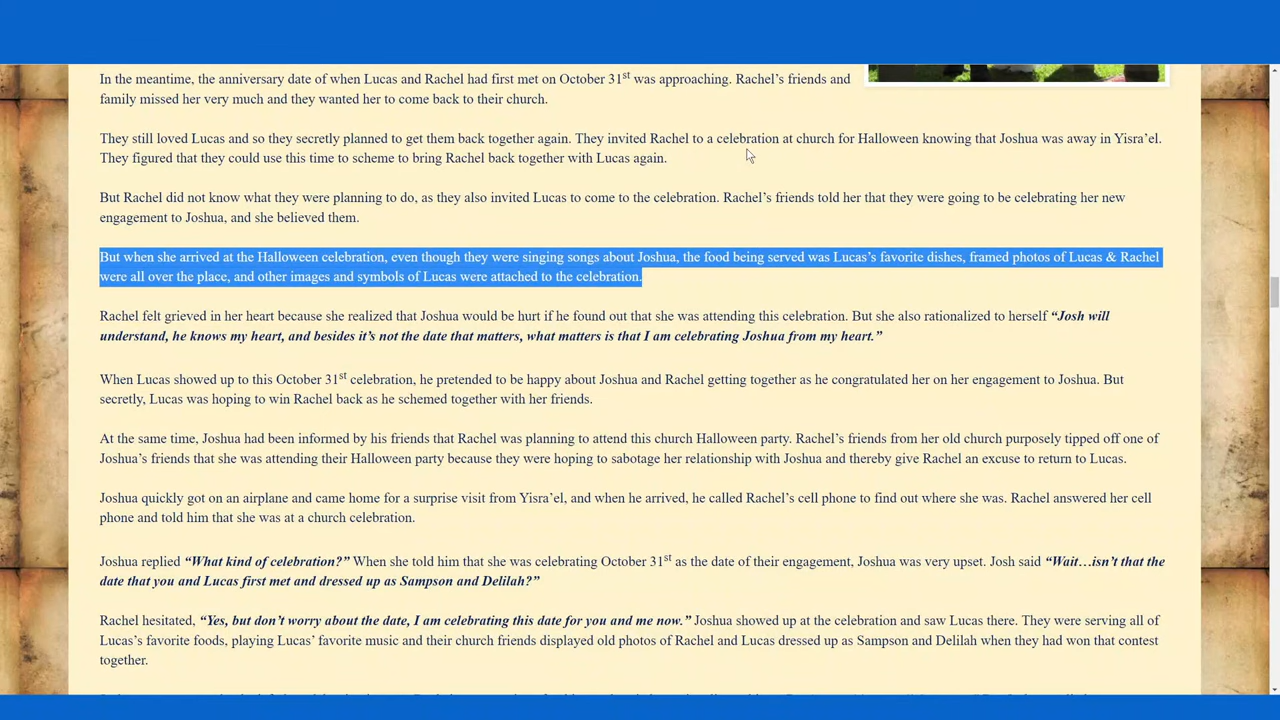 In the meantime, the anniversary date of when Lucas and Rachel had first met on October 31st was approaching. Rachel’s friends and
family missed her very much and they wanted her to come back to their church.
They still loved Lucas and so they secretly planned to get them back together again. They invited Rachel to a celebration at church for Halloween knowing that Joshua was away in Yisra’el.
They figured that they could use this time to scheme to bring Rachel back together with Lucas again.
But Rachel did not know what they were planning to do, as they also invited Lucas to come to the celebration. Rachel’s friends told her that they were going to be celebrating her new
engagement to Joshua, and she believed them.
But when she arrived at the Halloween celebration, even though they were singing songs about Joshua, the food being served was Lucas’s favorite dishes, framed photos of Lucas & Rachel
were all over the place, and other images and symbols of Lucas were attached to the celebration.
Rachel felt grieved in her heart because she realized that Joshua would be hurt if he found out that she was attending this celebration. But she also rationalized to herself “Josh will
understand, he knows my heart, and besides it’s not the date that matters, what matters is that I am celebrating Joshua from my heart.”
When Lucas showed up to this October 31st celebration, he pretended to be happy about Joshua and Rachel getting together as he congratulated her on her engagement to Joshua. But
secretly, Lucas was hoping to win Rachel back as he schemed together with her friends.
At the same time, Joshua had been informed by his friends that Rachel was planning to attend this church Halloween party. Rachel’s friends from her old church purposely tipped off one of
Joshua’s friends that she was attending their Halloween party because they were hoping to sabotage her relationship with Joshua and thereby give Rachel an excuse to return to Lucas.
Joshua quickly got on an airplane and came home for a surprise visit from Yisra’el, and when he arrived, he called Rachel’s cell phone to find out where she was. Rachel answered her cell
phone and told him that she was at a church celebration.
Joshua replied “What kind of celebration?” When she told him that she was celebrating October 31st as the date of their engagement, Joshua was very upset. Josh said “Wait…isn’t that the
date that you and Lucas first met and dressed up as Sampson and Delilah?”
Rachel hesitated, “Yes, but don’t worry about the date, I am celebrating this date for you and me now.” Joshua showed up at the celebration and saw Lucas there. They were serving all of
Lucas’s favorite foods, playing Lucas’ favorite music and their church friends displayed old photos of Rachel and Lucas dressed up as Sampson and Delilah when they had won that contest
together.